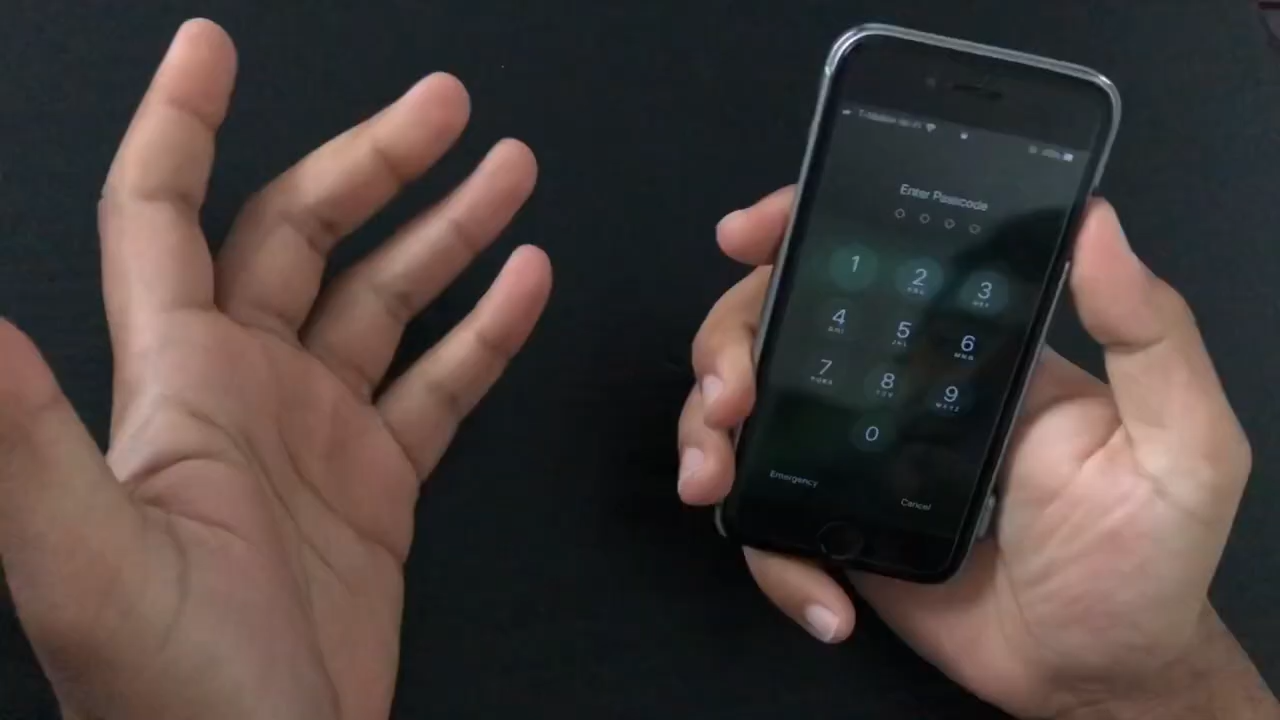 Enter Passcode
1
2
ABC
3
DEF
4
GHI
5
JKL
6
MNO
7
PQRS
8
TUV
9
WXYZ
0
Emergency
Cancel